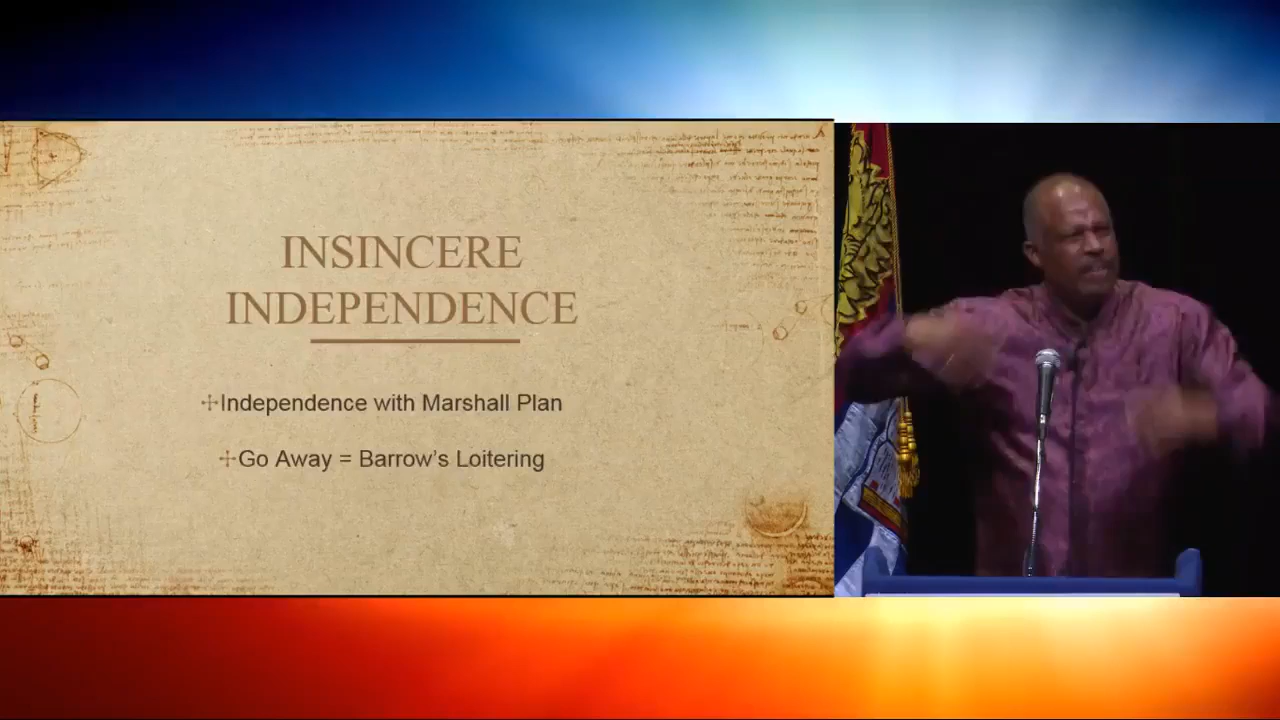 INSINCERE
INDEPENDENCE
✢Independence with Marshall Plan
✢Go Away = Barrow’s Loitering